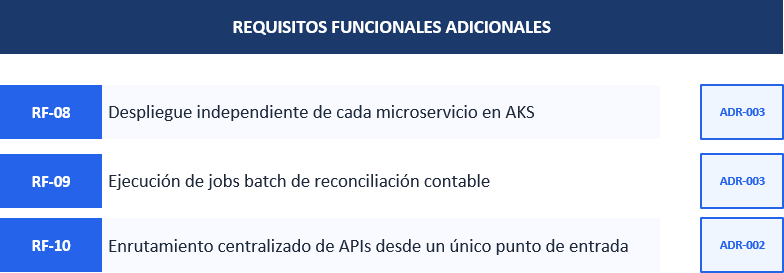 REQUISITOS FUNCIONALES ADICIONALES
RF-08 Despliegue independiente de cada microservicio en AKS ADR-003
RF-09 Ejecución de jobs batch de reconciliación contable ADR-003
RF-10 Enrutamiento centralizado de APIs desde un único punto de entrada ADR-002